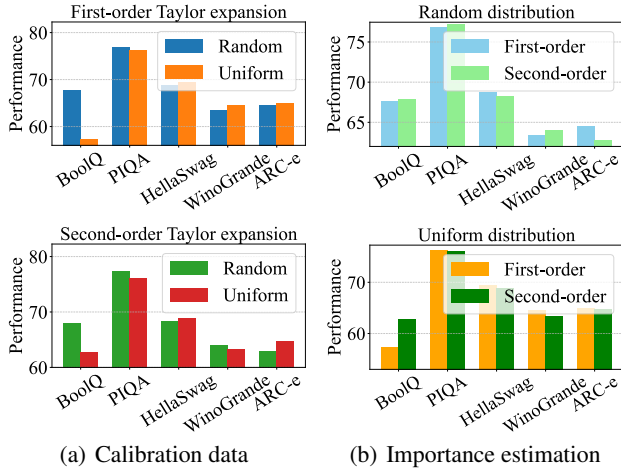 First-order Taylor expansion
Performance
80
70
60
Random
Uniform
BoolQ
PIQA
HellaSwag
WinoGrande
ARC-e
Random distribution
Performance
75
70
65
First-order
Second-order
BoolQ
PIQA
HellaSwag
WinoGrande
ARC-e
Second-order Taylor expansion
Performance
80
70
60
Random
Uniform
BoolQ
PIQA
HellaSwag
WinoGrande
ARC-e
Uniform distribution
Performance
70
60
First-order
Second-order
BoolQ
PIQA
HellaSwag
WinoGrande
ARC-e
(a) Calibration data
(b) Importance estimation